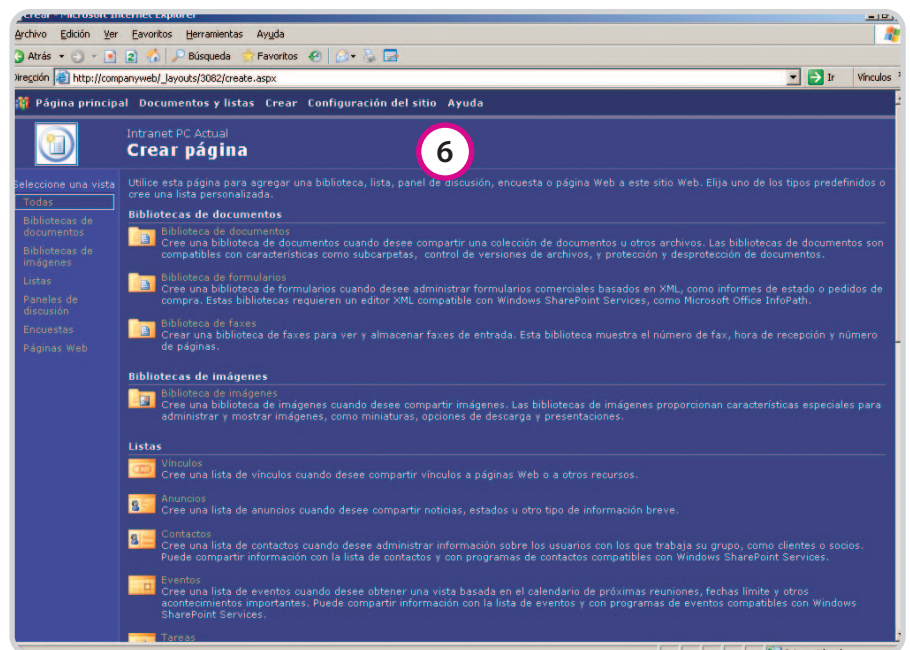 Crear - Microsoft Internet Explorer
Archivo Edición Ver Favoritos Herramientas Ayuda
Atrás Búsqueda Favoritos
Dirección http://companyweb/_layouts/3082/create.aspx Ir Vínculos
Página principal Documentos y listas Crear Configuración del sitio Ayuda
Intranet PC Actual
Crear página
6
Seleccione una vista
Todas
Bibliotecas de
documentos
Bibliotecas de
imágenes
Listas
Paneles de
discusión
Encuestas
Páginas Web
Utilice esta página para agregar una biblioteca, lista, panel de discusión, encuesta o página Web a este sitio Web. Elija uno de los tipos predefinidos o
cree una lista personalizada.
Bibliotecas de documentos
Biblioteca de documentos
Cree una biblioteca de documentos cuando desee compartir una colección de documentos u otros archivos. Las bibliotecas de documentos son
compatibles con características como subcarpetas, control de versiones de archivos, y protección y desprotección de documentos.
Biblioteca de formularios
Cree una biblioteca de formularios cuando desee administrar formularios comerciales basados en XML, como informes de estado o pedidos de
compra. Estas bibliotecas requieren un editor XML compatible con Windows SharePoint Services, como Microsoft Office InfoPath.
Biblioteca de faxes
Crear una biblioteca de faxes para ver y almacenar faxes de entrada. Esta biblioteca muestra el número de fax, hora de recepción y número
de páginas.
Bibliotecas de imágenes
Biblioteca de imágenes
Cree una biblioteca de imágenes cuando desee compartir imágenes. Las bibliotecas de imágenes proporcionan características especiales para
administrar y mostrar imágenes, como miniaturas, opciones de descarga y presentaciones.
Listas
Vínculos
Cree una lista de vínculos cuando desee compartir vínculos a páginas Web o a otros recursos.
Anuncios
Cree una lista de anuncios cuando desee compartir noticias, estados u otro tipo de información breve.
Contactos
Cree una lista de contactos cuando desee administrar información sobre los usuarios con los que trabaja su grupo, como clientes o socios.
Puede compartir información con la lista de contactos y con programas de contactos compatibles con Windows SharePoint Services.
Eventos
Cree una lista de eventos cuando desee obtener una vista basada en el calendario de próximas reuniones, fechas límite y otros
acontecimientos importantes. Puede compartir información con la lista de eventos y con programas de eventos compatibles con Windows
SharePoint Services.
Tareas